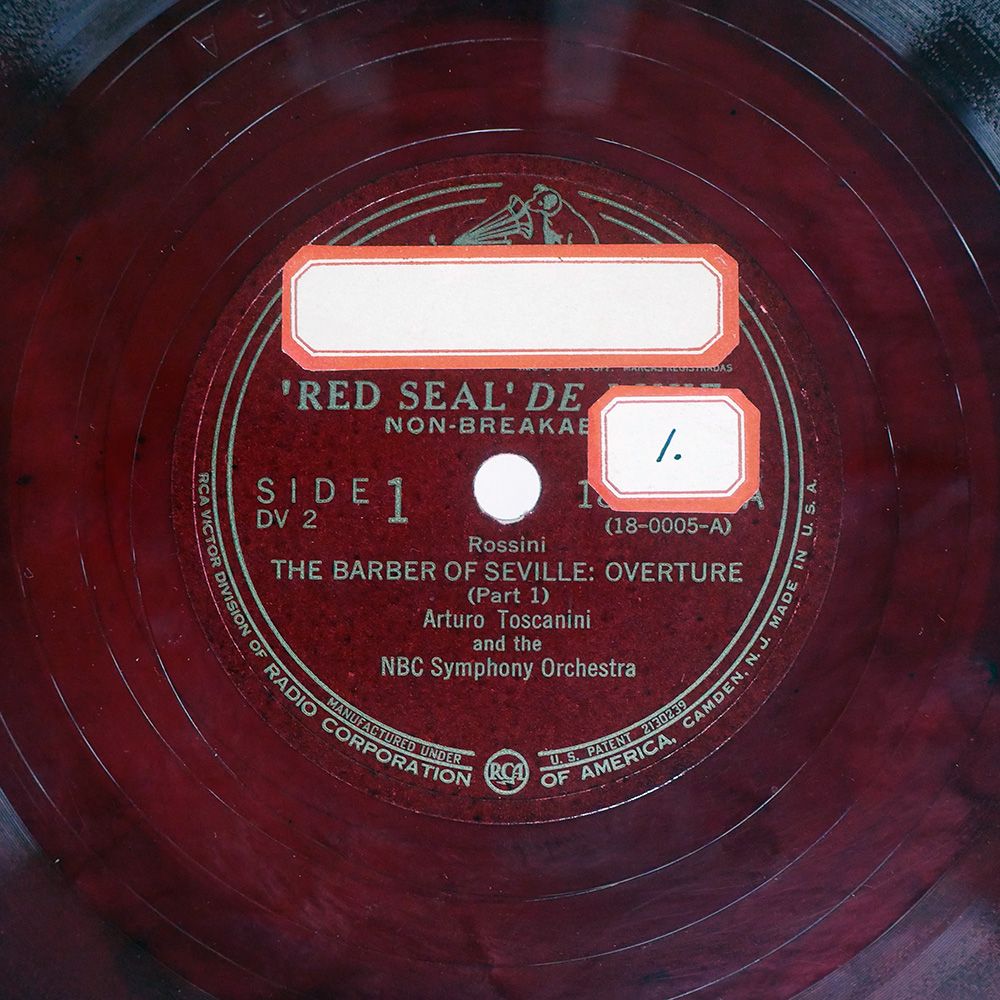 MARCAS REGISTRADAS
'RED SEAL' DE
NON-BREAKAB
1.
SIDE 1
DV 2
(18-0005-A)
Rossini
THE BARBER OF SEVILLE: OVERTURE
(Part 1)
Arturo Toscanini
and the
NBC Symphony Orchestra
MANUFACTURED UNDER U. S. PATENT 2130239
RCA VICTOR DIVISION OF RADIO CORPORATION OF AMERICA, CAMDEN, N. J. MADE IN U. S. A.
RCA